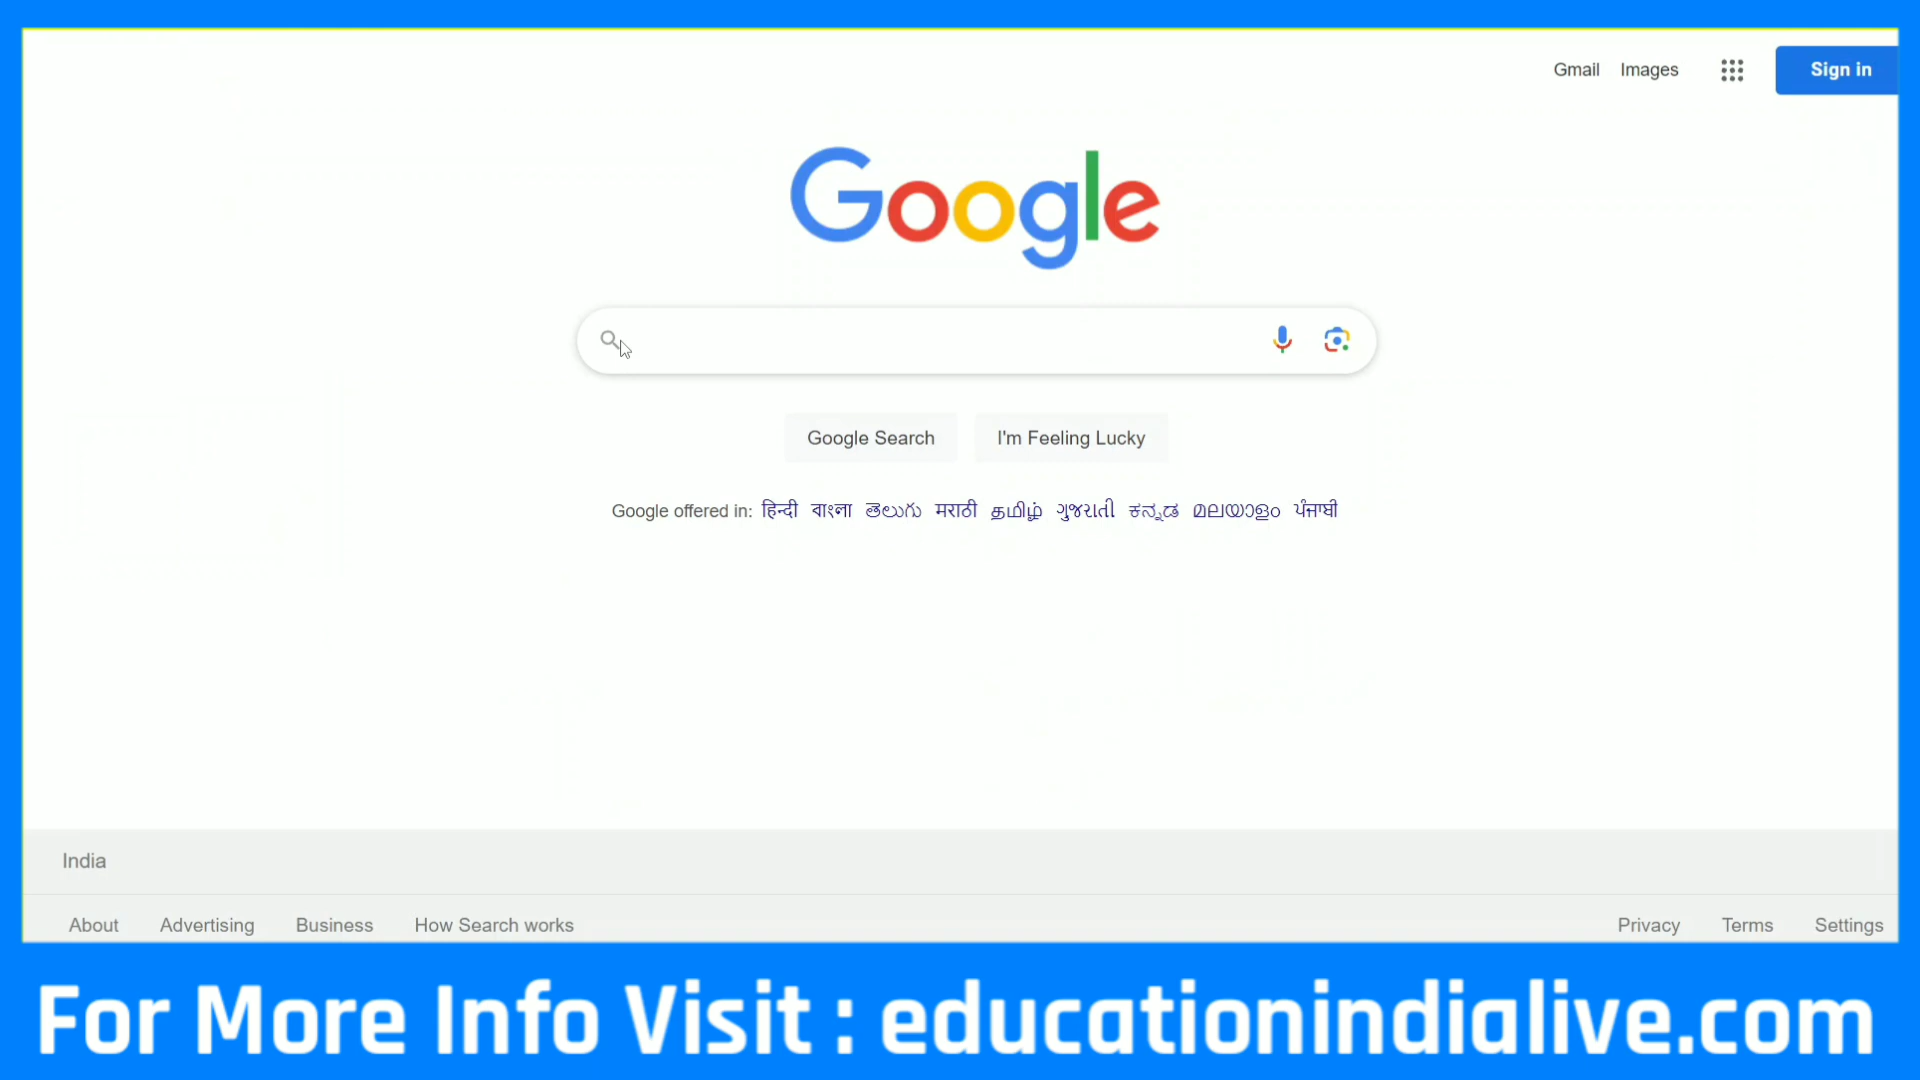 Gmail Images Sign in
Google
Google Search I'm Feeling Lucky
Google offered in: हिन्दी বাংলা తెలుగు मराठी தமிழ் ગુજરાતી ಕನ್ನಡ മലയാളം ਪੰਜਾਬੀ
India
About Advertising Business How Search works Privacy Terms Settings
For More Info Visit : educationindialive.com